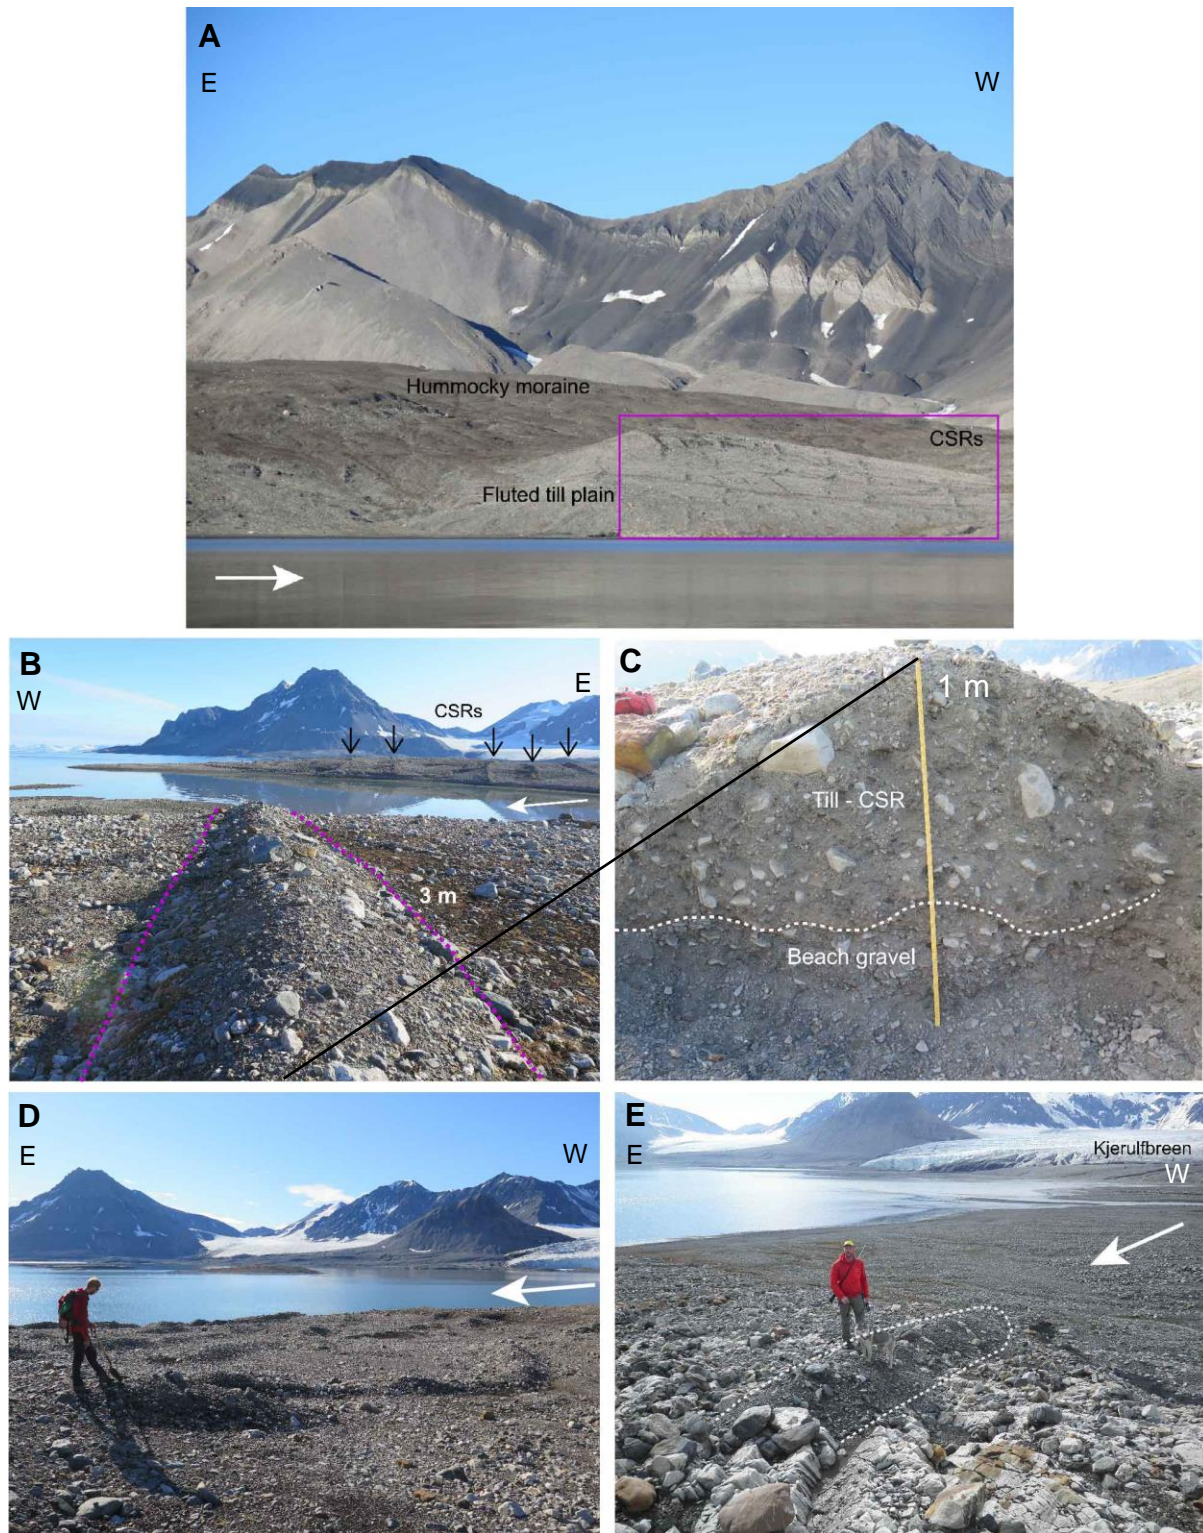 A
E
W
Hummocky moraine
CSRs
Fluted till plain
B
W
E
CSRs
3 m
C
1 m
Till - CSR
Beach gravel
D
E
W
E
E
Kjerulfbreen
W